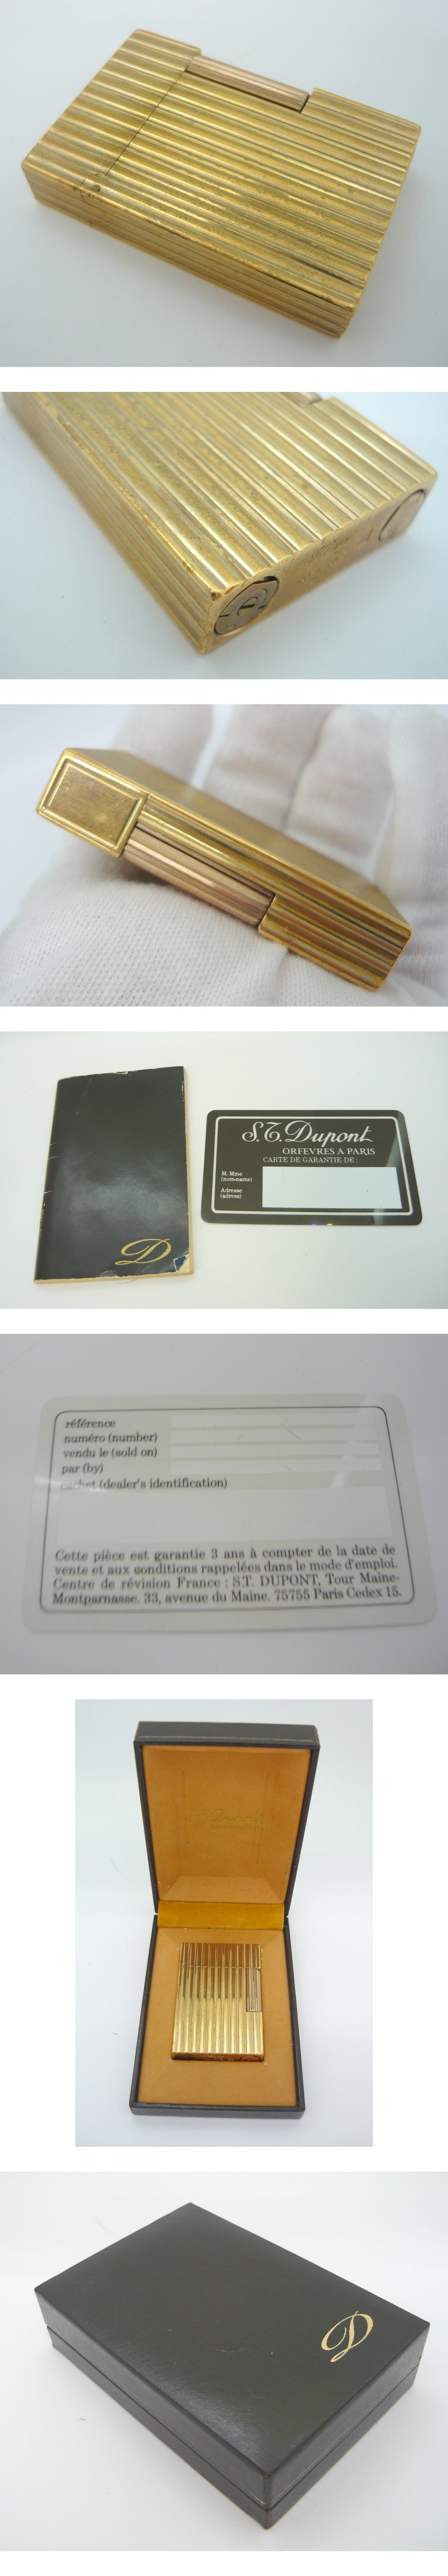 D
S.T. Dupont
ORFEVRES A PARIS
CARTE DE GARANTIE DE :
M. Mme
(nom-name)
Adresse
(adress)
référence
numéro (number)
vendu le (sold on)
par (by)
cachet (dealer's identification)
Cette pièce est garantie 3 ans à compter de la date de
vente et aux conditions rappelées dans le mode d'emploi.
Centre de révision France : S.T. DUPONT, Tour Maine-
Montparnasse. 33, avenue du Maine. 75755 Paris Cedex 15.
S.T. Dupont
D